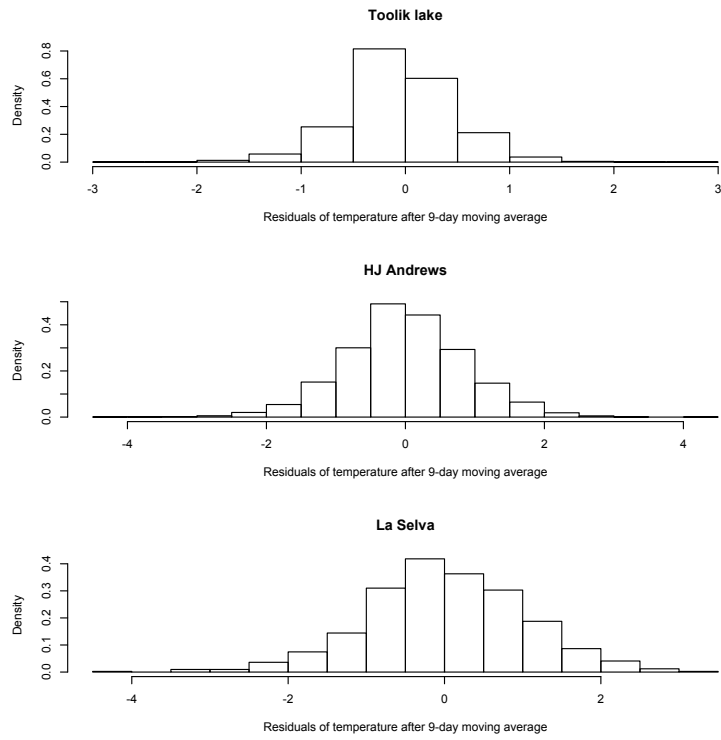 Toolik lake
Density
0.0 0.2 0.4 0.6 0.8
-3 -2 -1 0 1 2 3
Residuals of temperature after 9-day moving average
HJ Andrews
Density
0.0 0.2 0.4
-4 -2 0 2 4
Residuals of temperature after 9-day moving average
La Selva
Density
0.0 0.1 0.2 0.3 0.4
-4 -2 0 2
Residuals of temperature after 9-day moving average